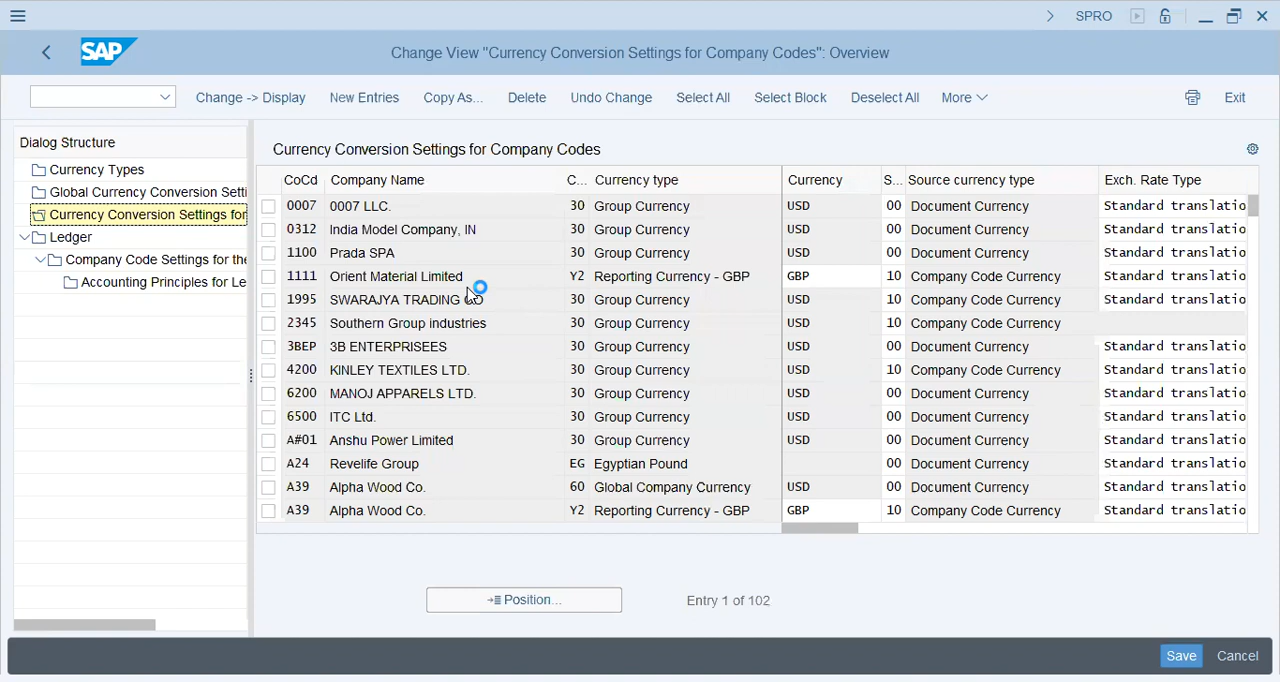 SPRO
SAP
Change View "Currency Conversion Settings for Company Codes": Overview
Change -> Display New Entries Copy As... Delete Undo Change Select All Select Block Deselect All More Exit
Dialog Structure
Currency Types
Global Currency Conversion Setti
Currency Conversion Settings for
Ledger
Company Code Settings for the
Accounting Principles for Le
Currency Conversion Settings for Company Codes
CoCd Company Name C... Currency type Currency S... Source currency type Exch. Rate Type
0007 0007 LLC. 30 Group Currency USD 00 Document Currency Standard translatio
0312 India Model Company, IN 30 Group Currency USD 00 Document Currency Standard translatio
1100 Prada SPA 30 Group Currency USD 00 Document Currency Standard translatio
1111 Orient Material Limited Y2 Reporting Currency - GBP GBP 10 Company Code Currency Standard translatio
1995 SWARAJYA TRADING CO 30 Group Currency USD 10 Company Code Currency Standard translatio
2345 Southern Group industries 30 Group Currency USD 10 Company Code Currency
3BEP 3B ENTERPRISEES 30 Group Currency USD 00 Document Currency Standard translatio
4200 KINLEY TEXTILES LTD. 30 Group Currency USD 10 Company Code Currency Standard translatio
6200 MANOJ APPARELS LTD. 30 Group Currency USD 00 Document Currency Standard translatio
6500 ITC Ltd. 30 Group Currency USD 00 Document Currency Standard translatio
A#01 Anshu Power Limited 30 Group Currency USD 00 Document Currency Standard translatio
A24 Revelife Group EG Egyptian Pound 00 Document Currency Standard translatio
A39 Alpha Wood Co. 60 Global Company Currency USD 00 Document Currency Standard translatio
A39 Alpha Wood Co. Y2 Reporting Currency - GBP GBP 10 Company Code Currency Standard translatio
Position... Entry 1 of 102
Save Cancel